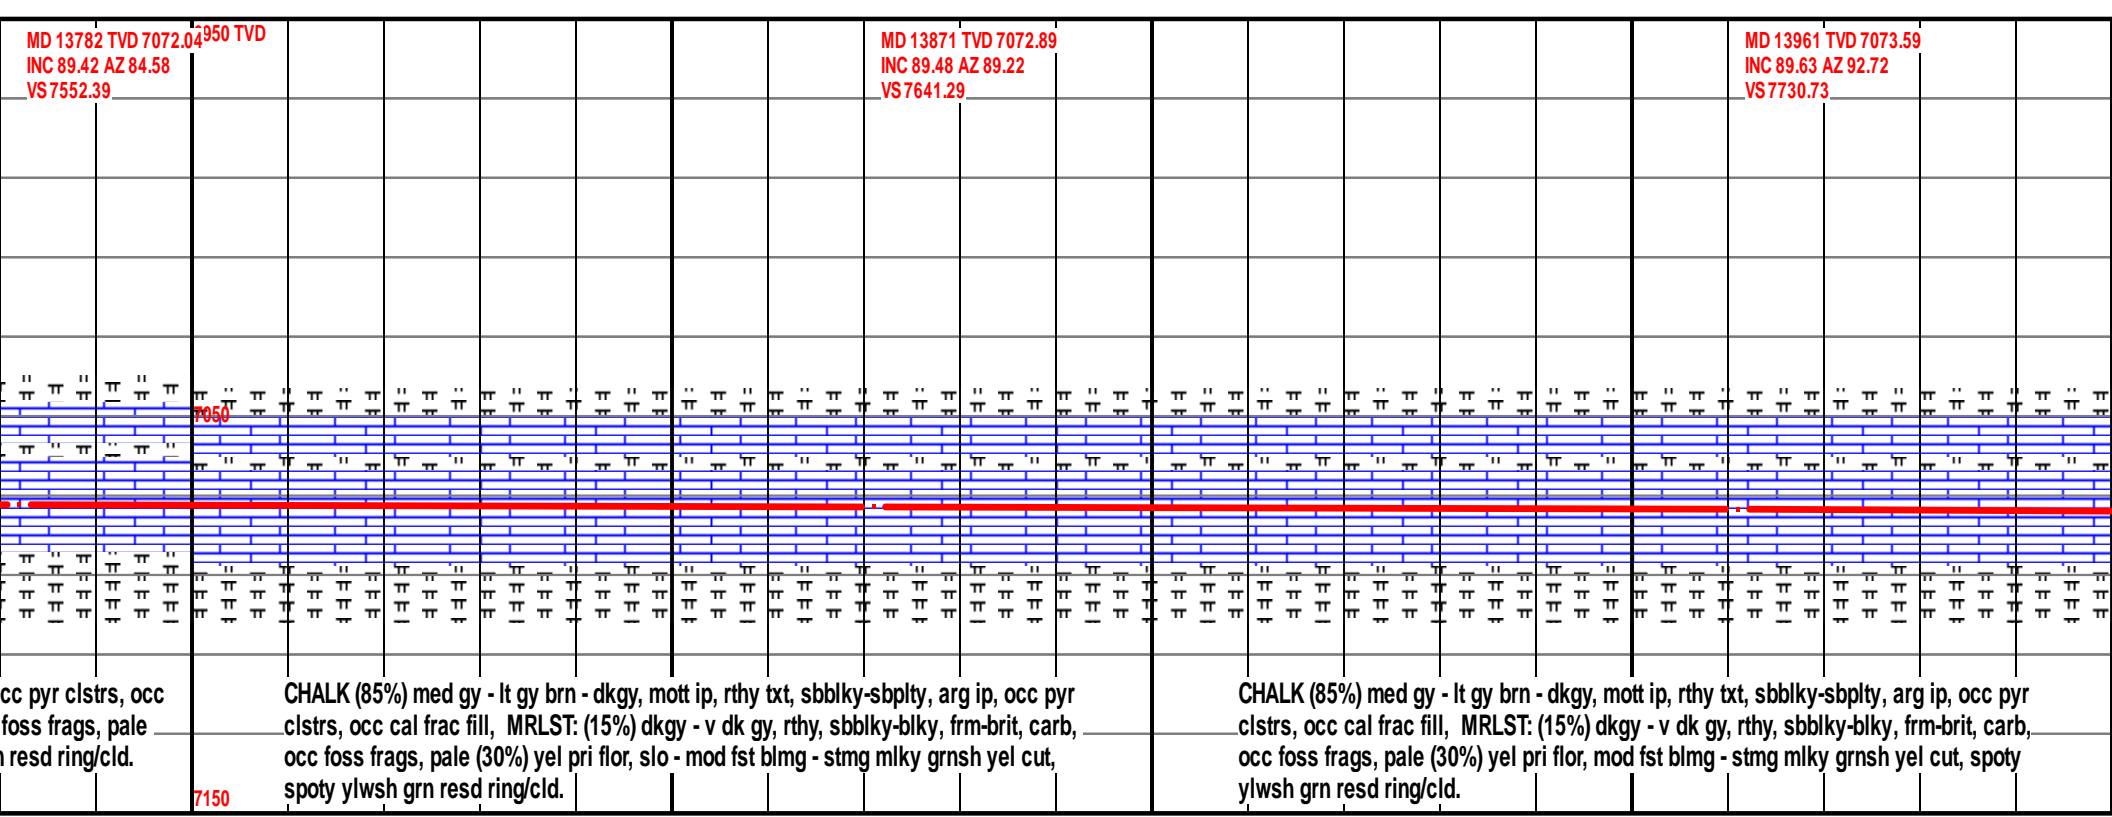 MD 13782 TVD 7072.04
INC 89.42 AZ 84.58
VS 7552.39
950 TVD
MD 13871 TVD 7072.89
INC 89.48 AZ 89.22
VS 7641.29
MD 13961 TVD 7073.59
INC 89.63 AZ 92.72
VS 7730.73
7050
cc pyr clstrs, occ
foss frags, pale
resd ring/cld.
7150
CHALK (85%) med gy - lt gy brn - dkgy, mott ip, rthy txt, sbblky-sbplty, arg ip, occ pyr
clstrs, occ cal frac fill, MRLST: (15%) dkgy - v dk gy, rthy, sbblky-blky, frm-brit, carb,
occ foss frags, pale (30%) yel pri flor, slo - mod fst blmg - stmg mlky grnsh yel cut,
spoty ylwsh grn resd ring/cld.
CHALK (85%) med gy - lt gy brn - dkgy, mott ip, rthy txt, sbblky-sbplty, arg ip, occ pyr
clstrs, occ cal frac fill, MRLST: (15%) dkgy - v dk gy, rthy, sbblky-blky, frm-brit, carb,
occ foss frags, pale (30%) yel pri flor, mod fst blmg - stmg mlky grnsh yel cut, spoty
ylwsh grn resd ring/cld.